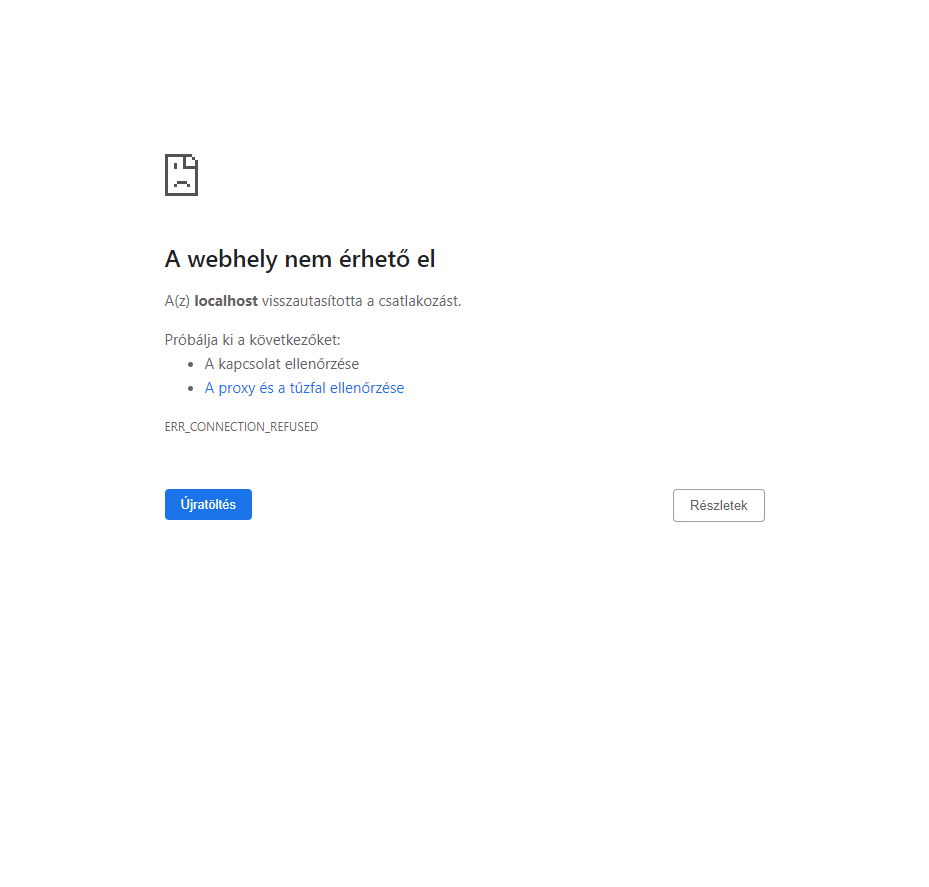 A webhely nem érhető el
A(z) localhost visszautasította a csatlakozást.
Próbálja ki a következőket:
A kapcsolat ellenőrzése
A proxy és a tűzfal ellenőrzése
ERR_CONNECTION_REFUSED
Újratöltés
Részletek